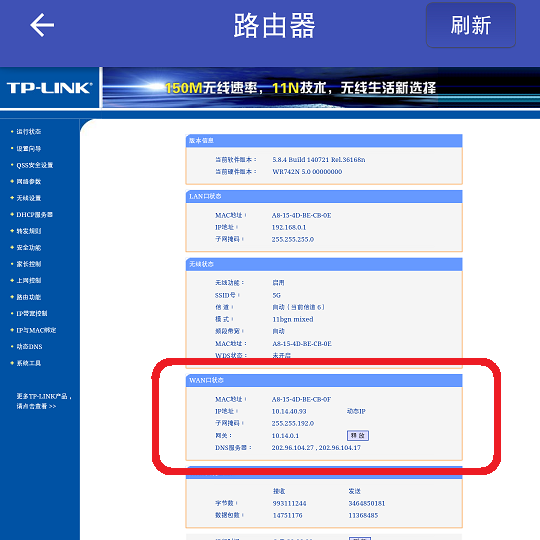 路由器
刷新
TP-LINK®
150M无线速率，11N技术，无线生活新选择
• 运行状态
• 设置向导
• QSS安全设置
• 网络参数
• 无线设置
• DHCP服务器
• 转发规则
• 安全功能
• 家长控制
• 上网控制
• 路由功能
• IP带宽控制
• IP与MAC绑定
• 动态DNS
• 系统工具
更多TP-LINK产品，
请点击查看 >>
版本信息
当前软件版本： 5.8.4 Build 140721 Rel.36168n
当前硬件版本： WR742N 5.0 00000000
LAN口状态
MAC地址： A8-15-4D-BE-CB-0E
IP地址： 192.168.0.1
子网掩码： 255.255.255.0
无线状态
无线功能： 启用
SSID号： 5G
信 道： 自动（当前信道 6）
模 式： 11bgn mixed
频段带宽： 自动
MAC地址： A8-15-4D-BE-CB-0E
WDS状态： 未开启
WAN口状态
MAC地址： A8-15-4D-BE-CB-0F
IP地址： 10.14.40.93 动态IP
子网掩码： 255.255.192.0
网关： 10.14.0.1 释 放
DNS服务器： 202.96.104.27 , 202.96.104.17
接收 发送
字节数： 993111244 3464850181
数据包数： 14751176 11368485